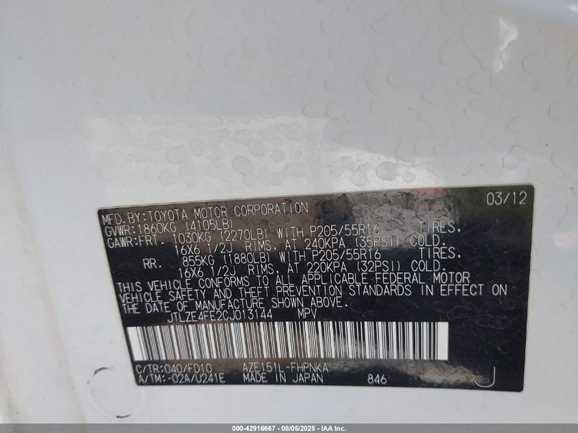 MFD.BY:TOYOTA MOTOR CORPORATION 03/12
GVWR:1860KG (4105LB)
GAWR:FRT. 1030KG (2270LB) WITH P205/55R16 TIRES.
16X6 1/2J RIMS. AT 240KPA (35PSI) COLD.
RR. 855KG (1880LB) WITH P205/55R16 TIRES.
16X6 1/2J RIMS. AT 220KPA (32PSI) COLD.
THIS VEHICLE CONFORMS TO ALL APPLICABLE FEDERAL MOTOR
VEHICLE SAFETY AND THEFT PREVENTION STANDARDS IN EFFECT ON
THE DATE OF MANUFACTURE SHOWN ABOVE.
JTLZE4FE2CJ013144 MPV
C/TR:040/FD10 AZE151L-FHPNKA
A/TM:-02A/U241E MADE IN JAPAN 846 J
000-42916667 - 08/05/2025 - IAAI.COM